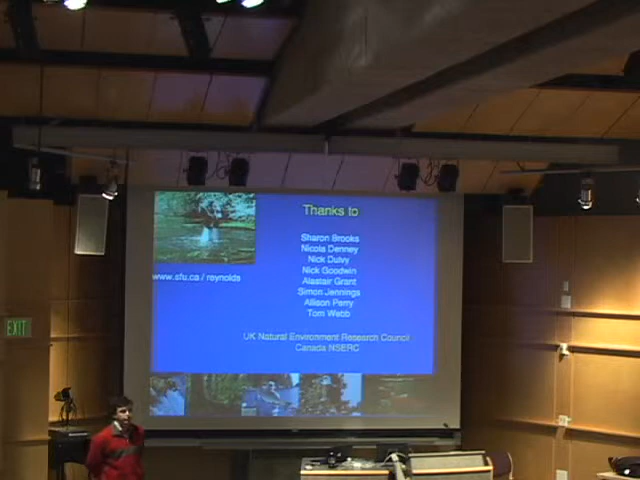 Thanks to
Sharon Brooks
Nicola Denney
Nick Dulvy
Nick Goodwin
Alastair Grant
Simon Jennings
Allison Perry
Tom Webb
www.sfu.ca/reynolds
UK Natural Environment Research Council
Canada NSERC
EXIT